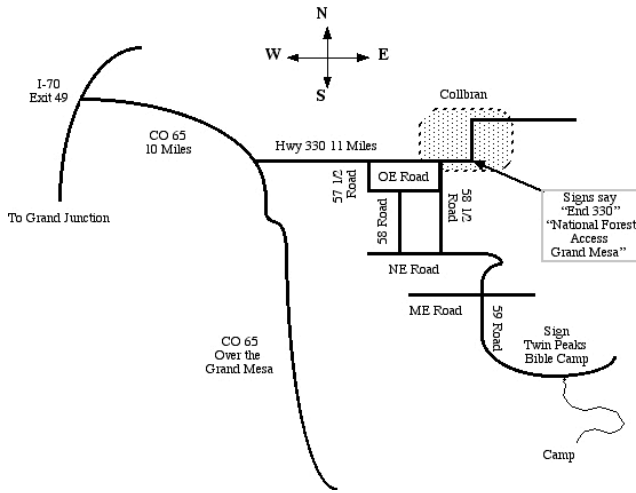 N
W
E
S
I-70
Exit 49
Collbran
CO 65
10 Miles
Hwy 330 11 Miles
57 1/2
Road
OE Road
58 Road
58 1/2
Road
Signs say
“End 330”
“National Forest
Access
Grand Mesa”
To Grand Junction
NE Road
ME Road
59 Road
CO 65
Over the
Grand Mesa
Sign
Twin Peaks
Bible Camp
Camp